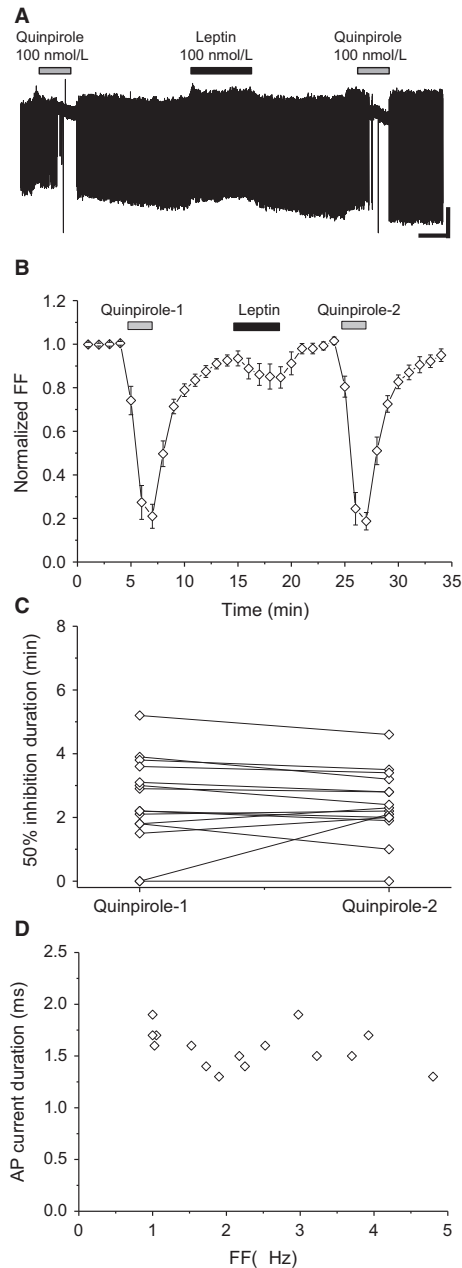 A
Quinpirole Leptin Quinpirole
100 nmol/L 100 nmol/L 100 nmol/L
B
Quinpirole-1 Leptin Quinpirole-2
1.2
1.0
0.8
0.6
0.4
0.2
0.0
Normalized FF
0 5 10 15 20 25 30 35
Time (min)
C
8
6
4
2
0
50% inhibition duration (min)
Quinpirole-1 Quinpirole-2
D
2.5
2.0
1.5
1.0
0.5
0.0
AP current duration (ms)
0 1 2 3 4 5
FF( Hz)